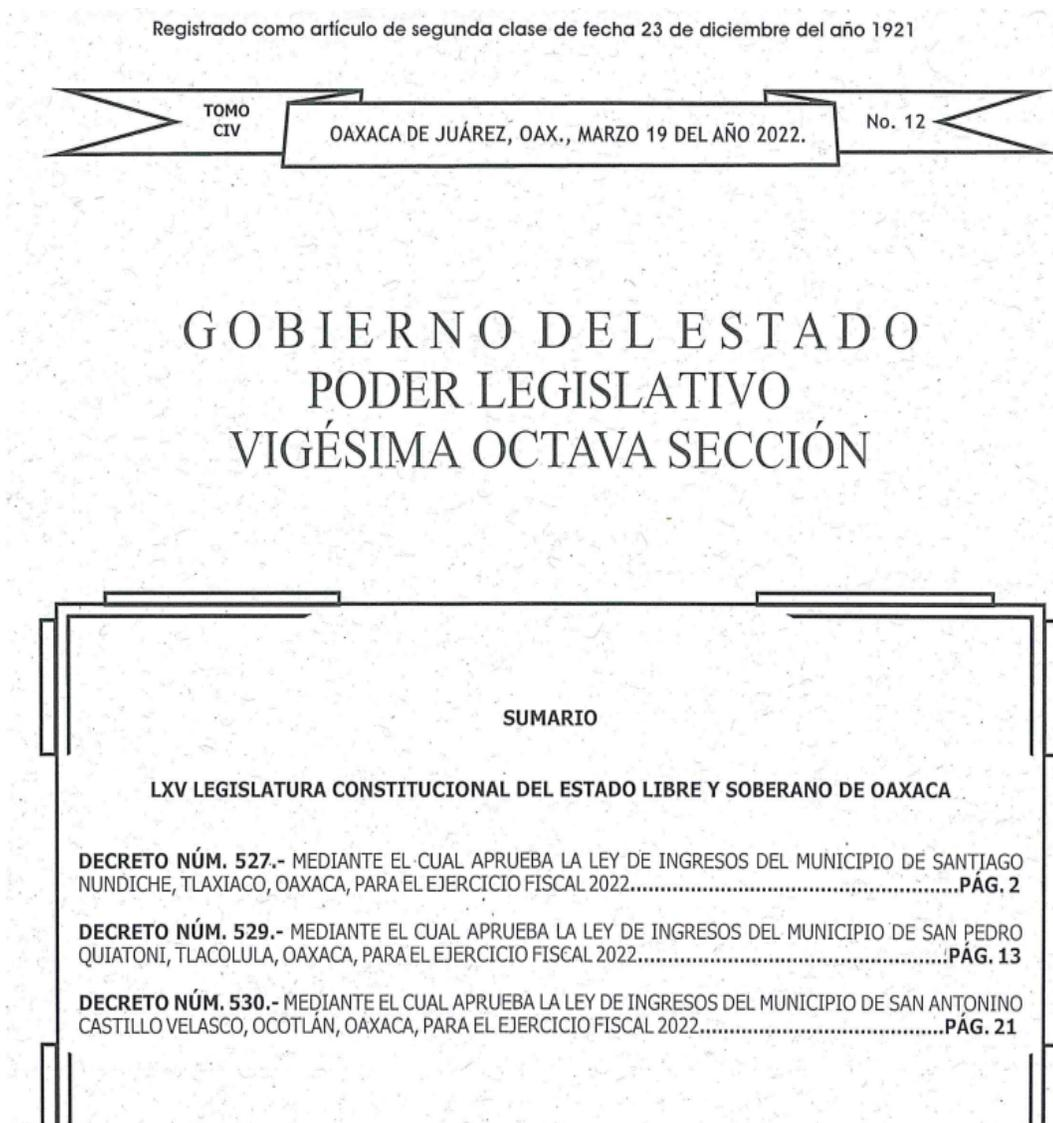 Registrado como artículo de segunda clase de fecha 23 de diciembre del año 1921
TOMO
CIV
OAXACA DE JUÁREZ, OAX., MARZO 19 DEL AÑO 2022.
No. 12
GOBIERNO DEL ESTADO
PODER LEGISLATIVO
VIGÉSIMA OCTAVA SECCIÓN
SUMARIO
LXV LEGISLATURA CONSTITUCIONAL DEL ESTADO LIBRE Y SOBERANO DE OAXACA
DECRETO NÚM. 527.- MEDIANTE EL CUAL APRUEBA LA LEY DE INGRESOS DEL MUNICIPIO DE SANTIAGO
NUNDICHE, TLAXIACO, OAXACA, PARA EL EJERCICIO FISCAL 2022..................................................PÁG. 2
DECRETO NÚM. 529.- MEDIANTE EL CUAL APRUEBA LA LEY DE INGRESOS DEL MUNICIPIO DE SAN PEDRO
QUIATONI, TLACOLULA, OAXACA, PARA EL EJERCICIO FISCAL 2022...............................................PÁG. 13
DECRETO NÚM. 530.- MEDIANTE EL CUAL APRUEBA LA LEY DE INGRESOS DEL MUNICIPIO DE SAN ANTONINO
CASTILLO VELASCO, OCOTLÁN, OAXACA, PARA EL EJERCICIO FISCAL 2022.....................................PÁG. 21